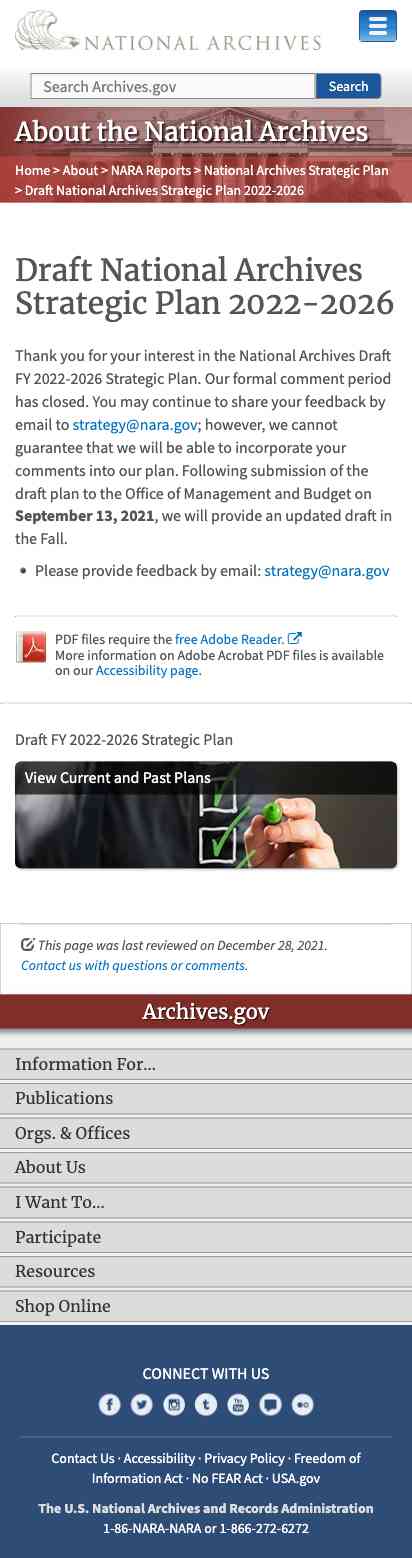 NATIONAL ARCHIVES
Search Archives.gov
Search
About the National Archives
Home > About > NARA Reports > National Archives Strategic Plan
> Draft National Archives Strategic Plan 2022-2026
Draft National Archives
Strategic Plan 2022-2026
Thank you for your interest in the National Archives Draft
FY 2022-2026 Strategic Plan. Our formal comment period
has closed. You may continue to share your feedback by
email to strategy@nara.gov; however, we cannot
guarantee that we will be able to incorporate your
comments into our plan. Following submission of the
draft plan to the Office of Management and Budget on
September 13, 2021, we will provide an updated draft in
the Fall.
• Please provide feedback by email: strategy@nara.gov
PDF files require the free Adobe Reader.
More information on Adobe Acrobat PDF files is available
on our Accessibility page.
Draft FY 2022-2026 Strategic Plan
View Current and Past Plans
This page was last reviewed on December 28, 2021.
Contact us with questions or comments.
Archives.gov
Information For…
Publications
Orgs. & Offices
About Us
I Want To…
Participate
Resources
Shop Online
CONNECT WITH US
Contact Us · Accessibility · Privacy Policy · Freedom of
Information Act · No FEAR Act · USA.gov
The U.S. National Archives and Records Administration
1-86-NARA-NARA or 1-866-272-6272